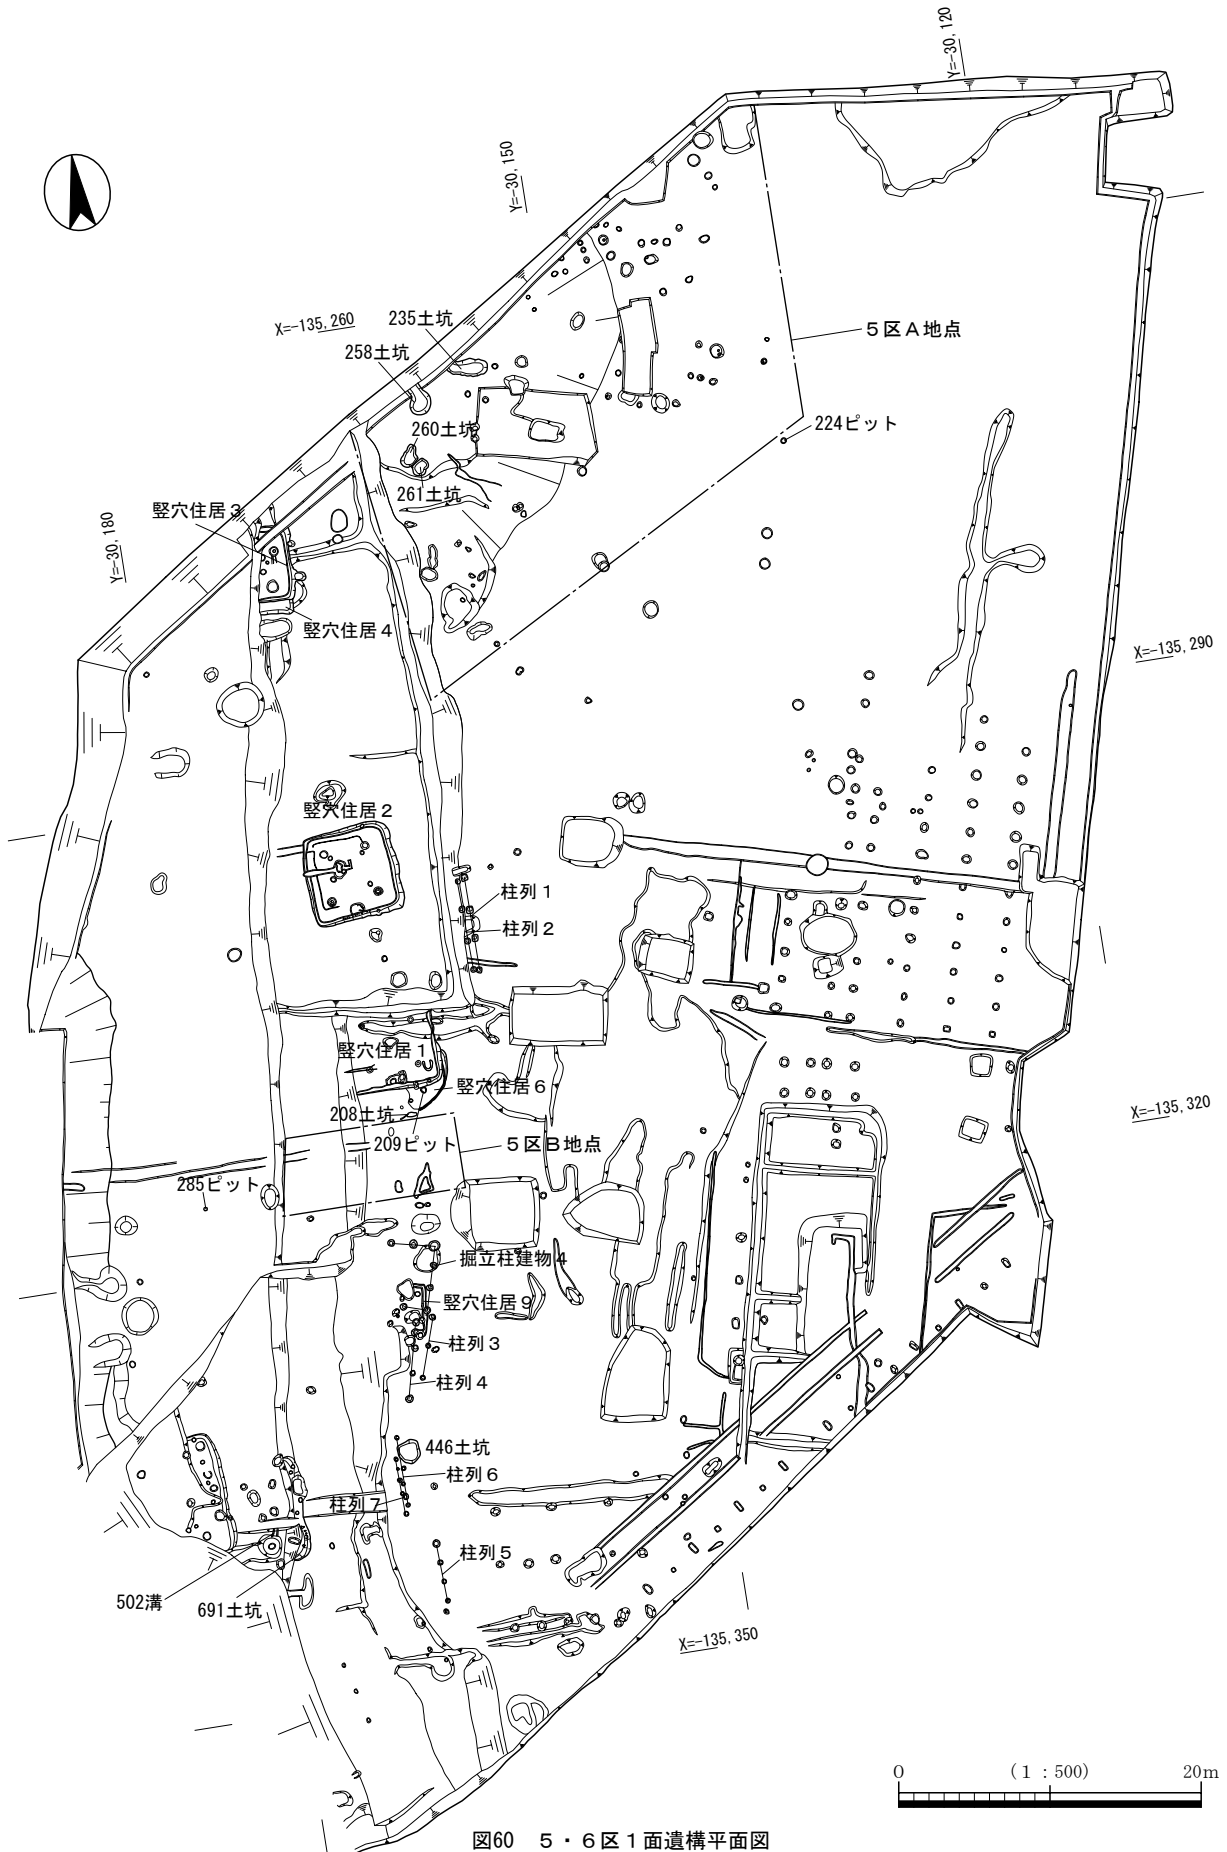 Y=-30,120
Y=-30,150
X=-135,260
235土坑
258土坑
5区A地点
224ピット
260土坑
261土坑
竪穴住居3
Y=-30,180
竪穴住居4
X=-135,290
竪穴住居2
柱列1
柱列2
竪穴住居1
竪穴住居6
208土坑
209ピット
5区B地点
X=-135,320
285ピット
掘立柱建物4
竪穴住居9
柱列3
柱列4
446土坑
柱列6
柱列7
柱列5
502溝
691土坑
X=-135,350
0 (1:500) 20m
図60 5・6区1面遺構平面図